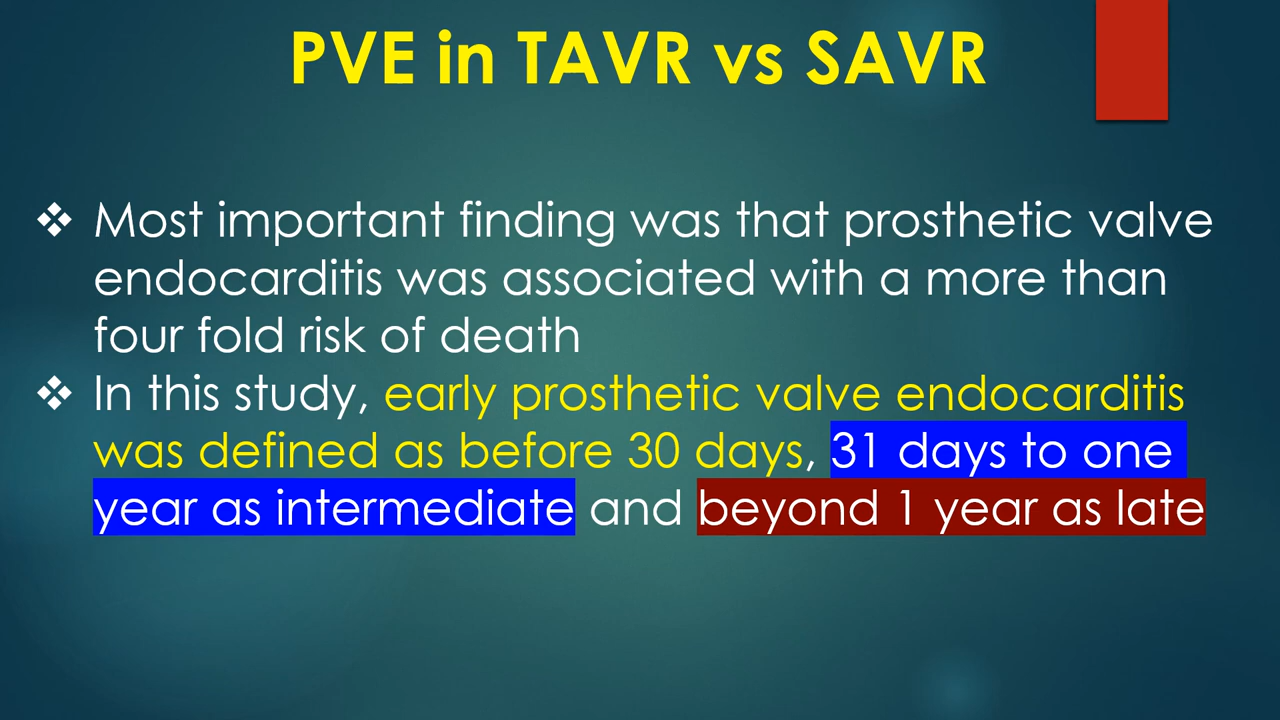 PVE in TAVR vs SAVR
❖ Most important finding was that prosthetic valve
endocarditis was associated with a more than
four fold risk of death
❖ In this study, early prosthetic valve endocarditis
was defined as before 30 days, 31 days to one
year as intermediate and beyond 1 year as late